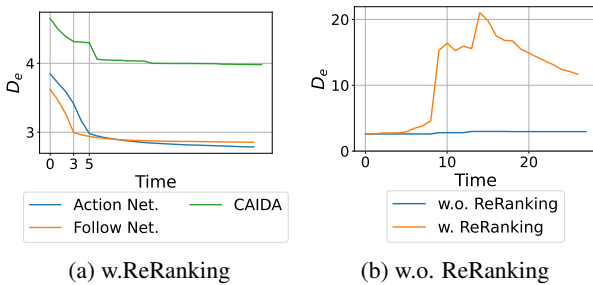 4
3
D_e
0 3 5
Time
Action Net.
CAIDA
Follow Net.
(a) w.ReRanking
20
10
0
D_e
0 10 20
Time
w.o. ReRanking
w. ReRanking
(b) w.o. ReRanking